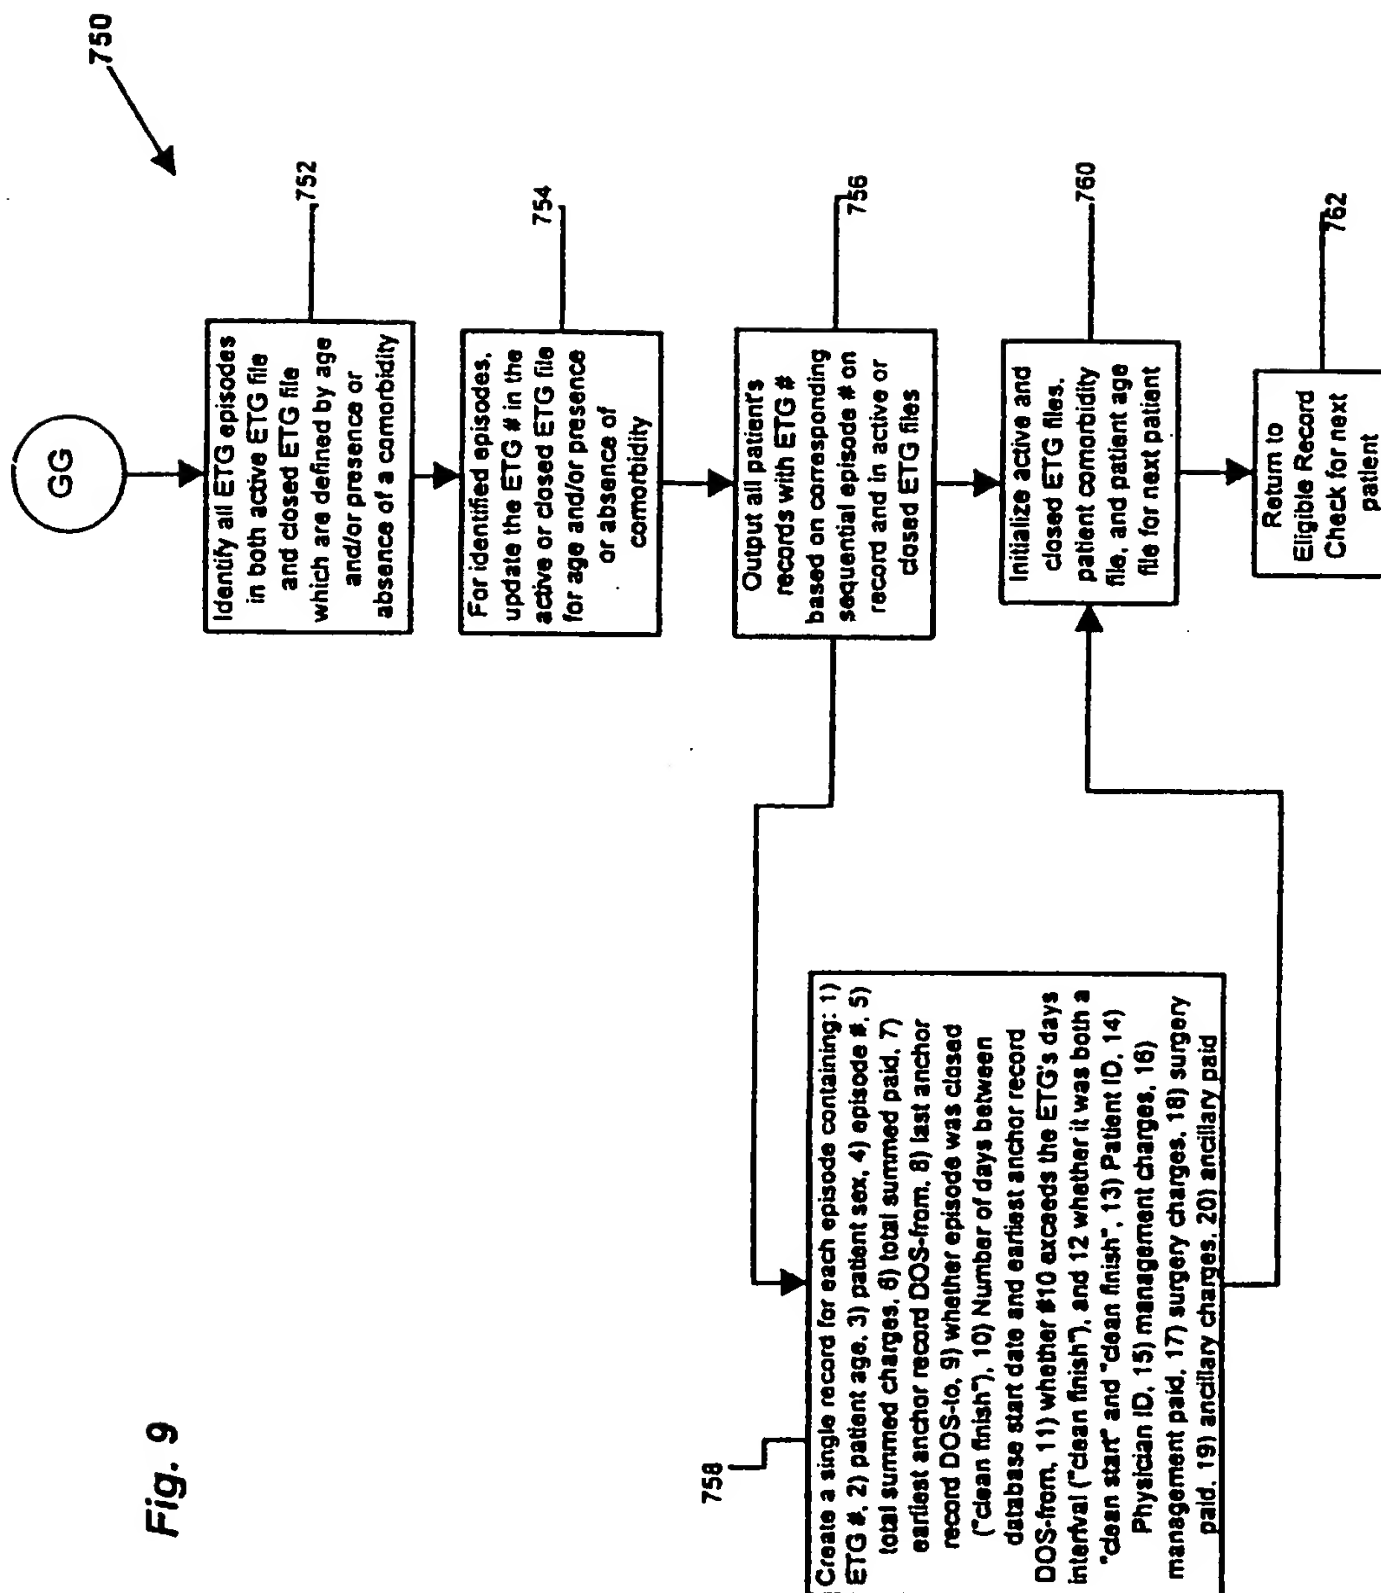 Fig. 9
750
GG
752
Identify all ETG episodes
in both active ETG file
and closed ETG file
which are defined by age
and/or presence or
absence of a comorbidity
754
For identified episodes,
update the ETG # in the
active or closed ETG file
for age and/or presence
or absence of
comorbidity
756
Output all patient's
records with ETG #
based on corresponding
sequential episode # on
record and in active or
closed ETG files
758
Create a single record for each episode containing: 1)
ETG #, 2) patient age, 3) patient sex, 4) episode #, 5)
total summed charges, 6) total summed paid, 7)
earliest anchor record DOS-from, 8) last anchor
record DOS-to, 9) whether episode was closed
("clean finish"), 10) Number of days between
database start date and earliest anchor record
DOS-from, 11) whether #10 exceeds the ETG's days
interval ("clean finish"), and 12 whether it was both a
"clean start" and "clean finish", 13) Patient ID, 14)
Physician ID, 15) management charges, 16)
management paid, 17) surgery charges, 18) surgery
paid, 19) ancillary charges, 20) ancillary paid
760
Initialize active and
closed ETG files,
patient comorbidity
file, and patient age
file for next patient
762
Return to
Eligible Record
Check for next
patient